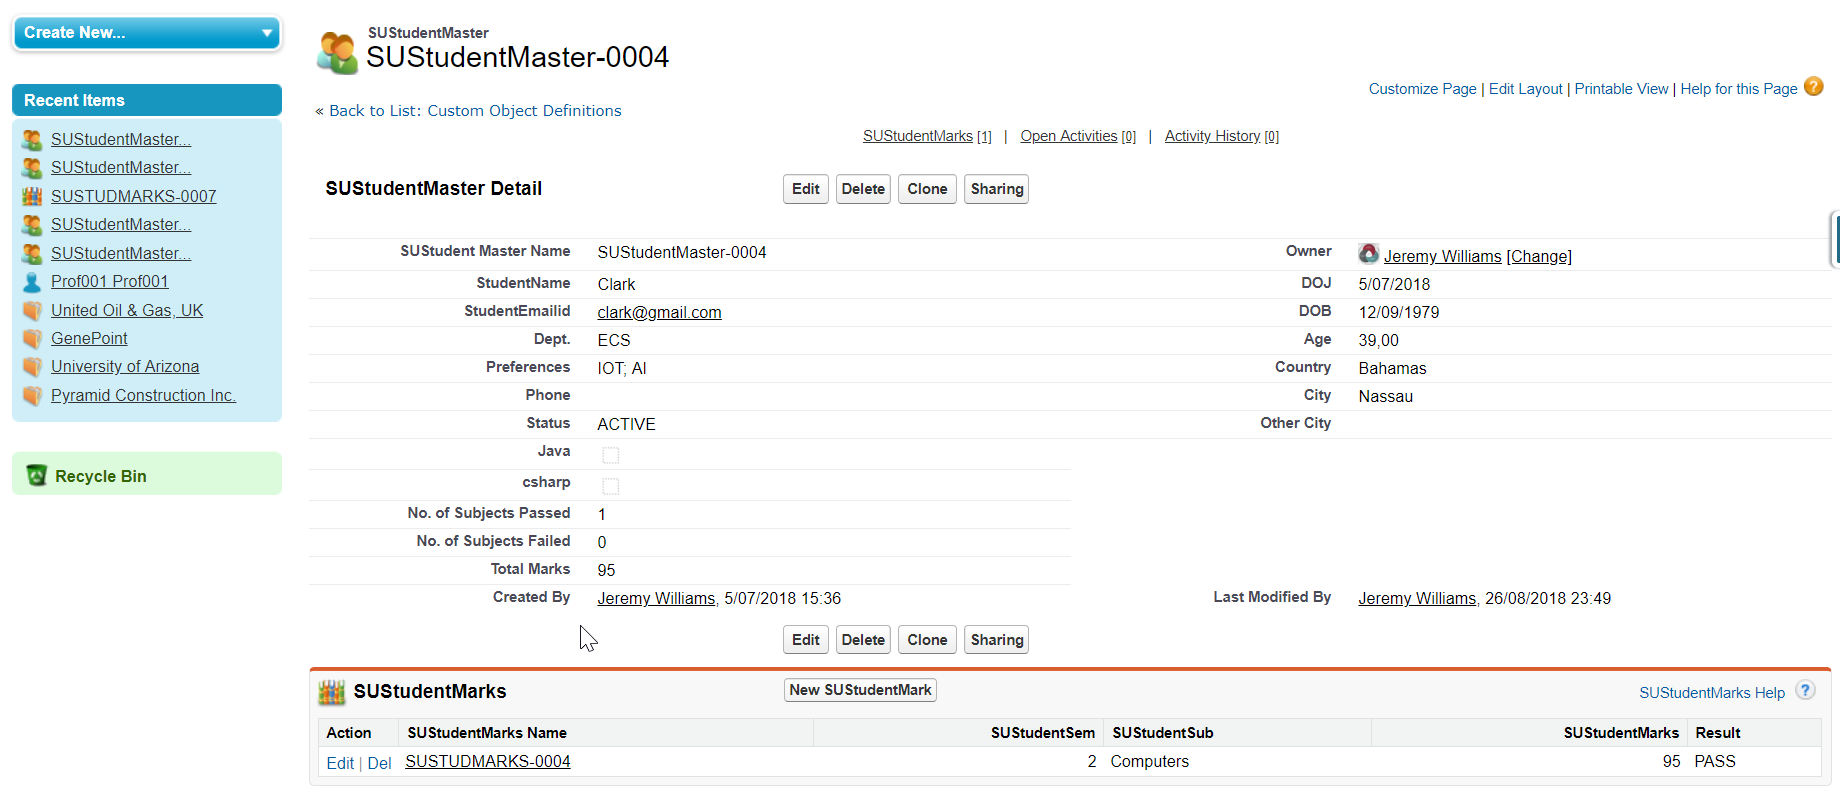 Create New...
Recent Items
SUStudentMaster...
SUStudentMaster...
SUSTUDMARKS-0007
SUStudentMaster...
SUStudentMaster...
Prof001 Prof001
United Oil & Gas, UK
GenePoint
University of Arizona
Pyramid Construction Inc.
Recycle Bin
SUStudentMaster
SUStudentMaster-0004
Customize Page | Edit Layout | Printable View | Help for this Page ?
« Back to List: Custom Object Definitions
SUStudentMarks [1] | Open Activities [0] | Activity History [0]
SUStudentMaster Detail Edit Delete Clone Sharing
SUStudent Master Name SUStudentMaster-0004 Owner Jeremy Williams [Change]
StudentName Clark DOJ 5/07/2018
StudentEmailid clark@gmail.com DOB 12/09/1979
Dept. ECS Age 39,00
Preferences IOT; AI Country Bahamas
Phone City Nassau
Status ACTIVE Other City
Java
csharp
No. of Subjects Passed 1
No. of Subjects Failed 0
Total Marks 95
Created By Jeremy Williams, 5/07/2018 15:36 Last Modified By Jeremy Williams, 26/08/2018 23:49
Edit Delete Clone Sharing
SUStudentMarks New SUStudentMark SUStudentMarks Help ?
Action SUStudentMarks Name SUStudentSem SUStudentSub SUStudentMarks Result
Edit | Del SUSTUDMARKS-0004 2 Computers 95 PASS